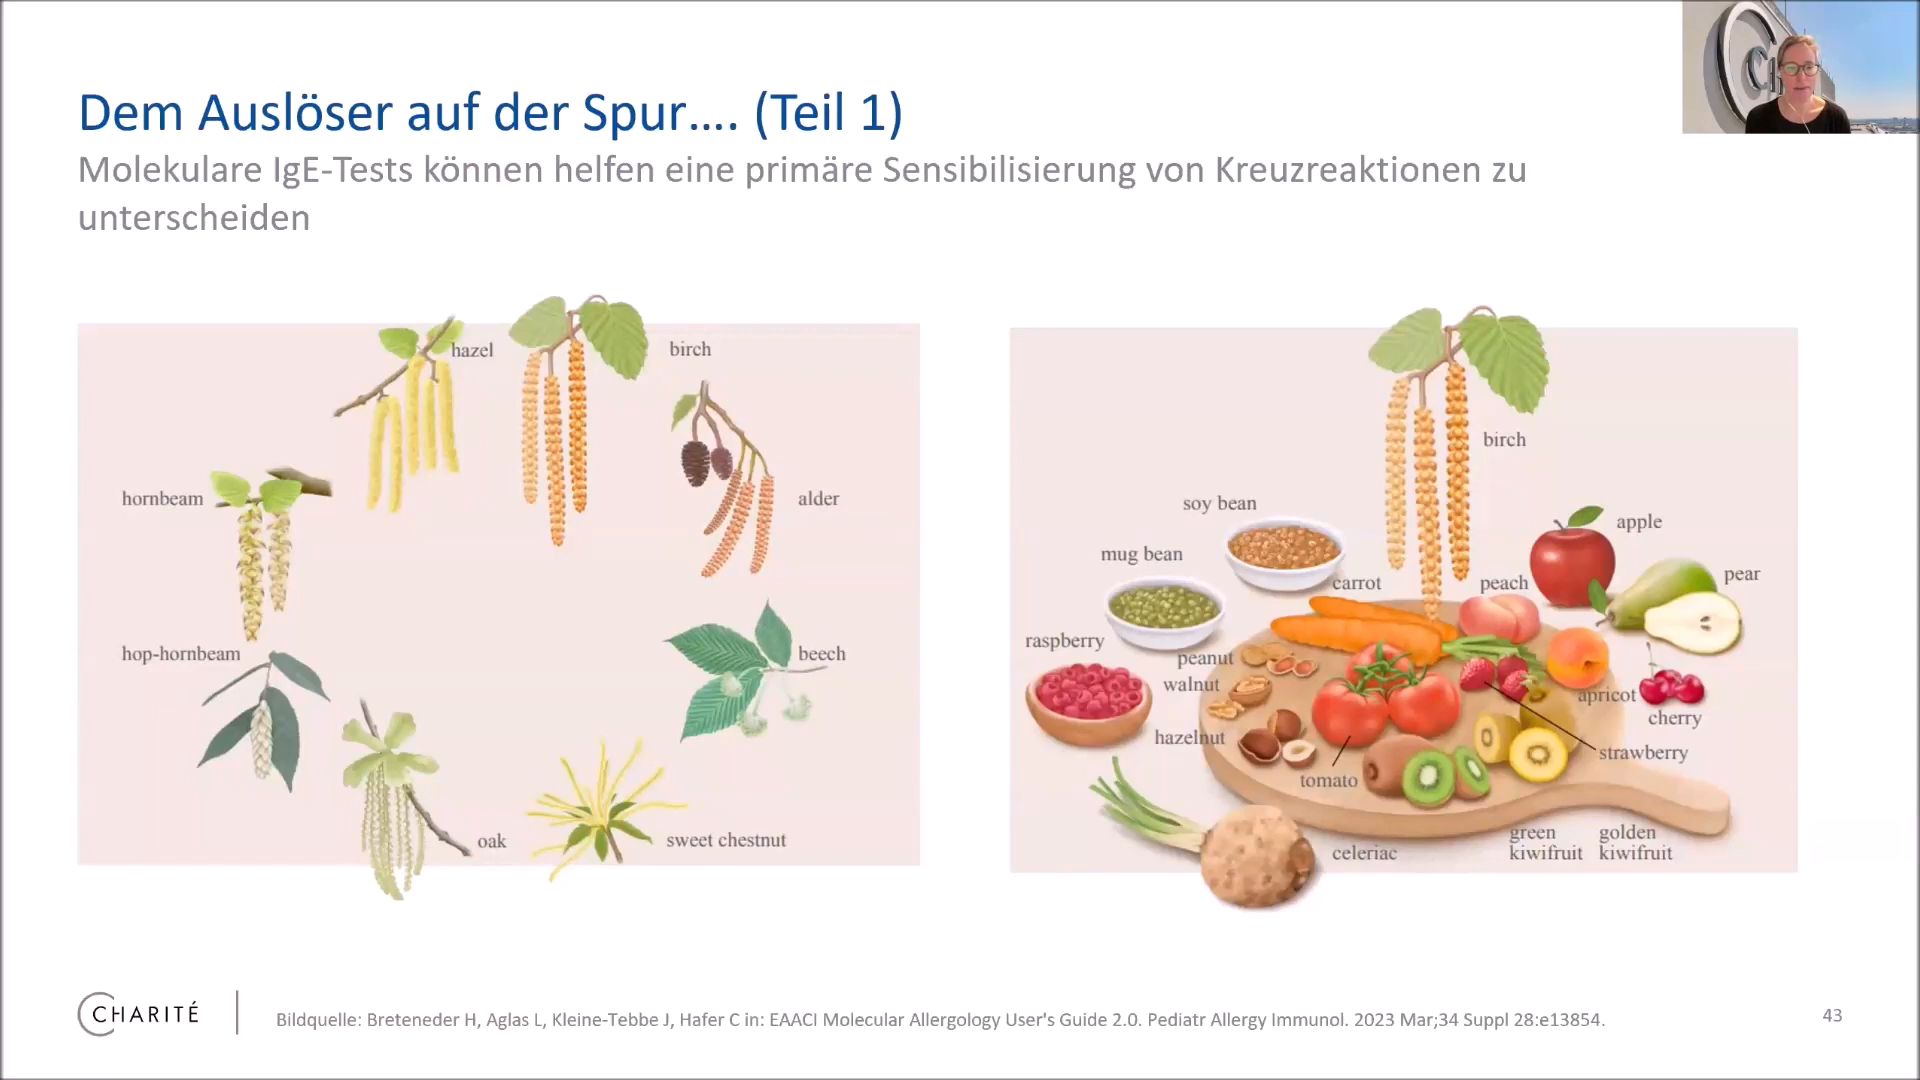 Dem Auslöser auf der Spur.... (Teil 1)
Molekulare IgE-Tests können helfen eine primäre Sensibilisierung von Kreuzreaktionen zu
unterscheiden
hazel
birch
hornbeam
alder
hop-hornbeam
beech
oak
sweet chestnut
birch
soy bean
apple
mug bean
carrot
peach
pear
raspberry
peanut
walnut
apricot
cherry
hazelnut
strawberry
tomato
green
kiwifruit
golden
kiwifruit
celeriac
CHARITÉ
Bildquelle: Breteneder H, Aglas L, Kleine-Tebbe J, Hafer C in: EAACI Molecular Allergology User's Guide 2.0. Pediatr Allergy Immunol. 2023 Mar;34 Suppl 28:e13854.
43